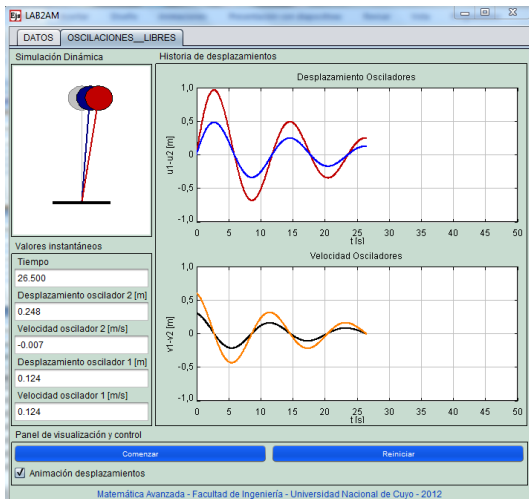 LAB2AM
DATOS
OSCILACIONES__LIBRES
Simulación Dinámica
Historia de desplazamientos
Desplazamiento Osciladores
u1-u2 [m]
1,0
0,5
0
-0,5
-1,0
0 5 10 15 20 25 30 35 40 45 50
t [s]
Valores instantáneos
Tiempo
26.500
Desplazamiento oscilador 2 [m]
0.248
Velocidad oscilador 2 [m/s]
-0.007
Desplazamiento oscilador 1 [m]
0.124
Velocidad oscilador 1 [m/s]
0.124
Velocidad Osciladores
v1-v2 [m]
1,0
0,5
0
-0,5
-1,0
0 5 10 15 20 25 30 35 40 45 50
t [s]
Panel de visualización y control
Comenzar
Reiniciar
Animación desplazamientos
Matemática Avanzada - Facultad de Ingeniería - Universidad Nacional de Cuyo - 2012